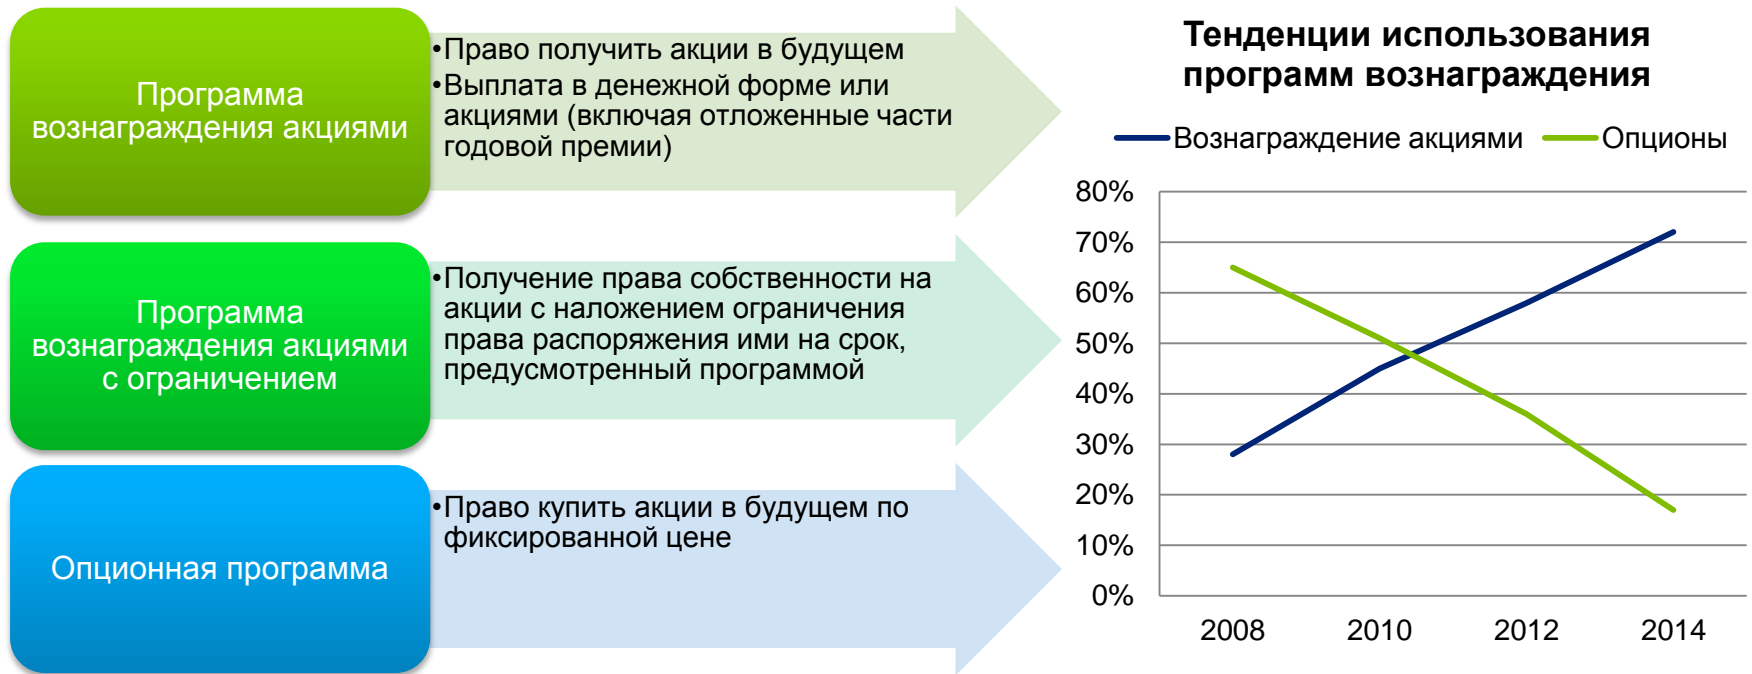 Программа
вознаграждения акциями
•Право получить акции в будущем
•Выплата в денежной форме или
акциями (включая отложенные части
годовой премии)
Программа
вознаграждения акциями
с ограничением
•Получение права собственности на
акции с наложением ограничения
права распоряжения ими на срок,
предусмотренный программой
Опционная программа
•Право купить акции в будущем по
фиксированной цене
Тенденции использования
программ вознаграждения
Вознаграждение акциями Опционы
80%
70%
60%
50%
40%
30%
20%
10%
0%
2008 2010 2012 2014